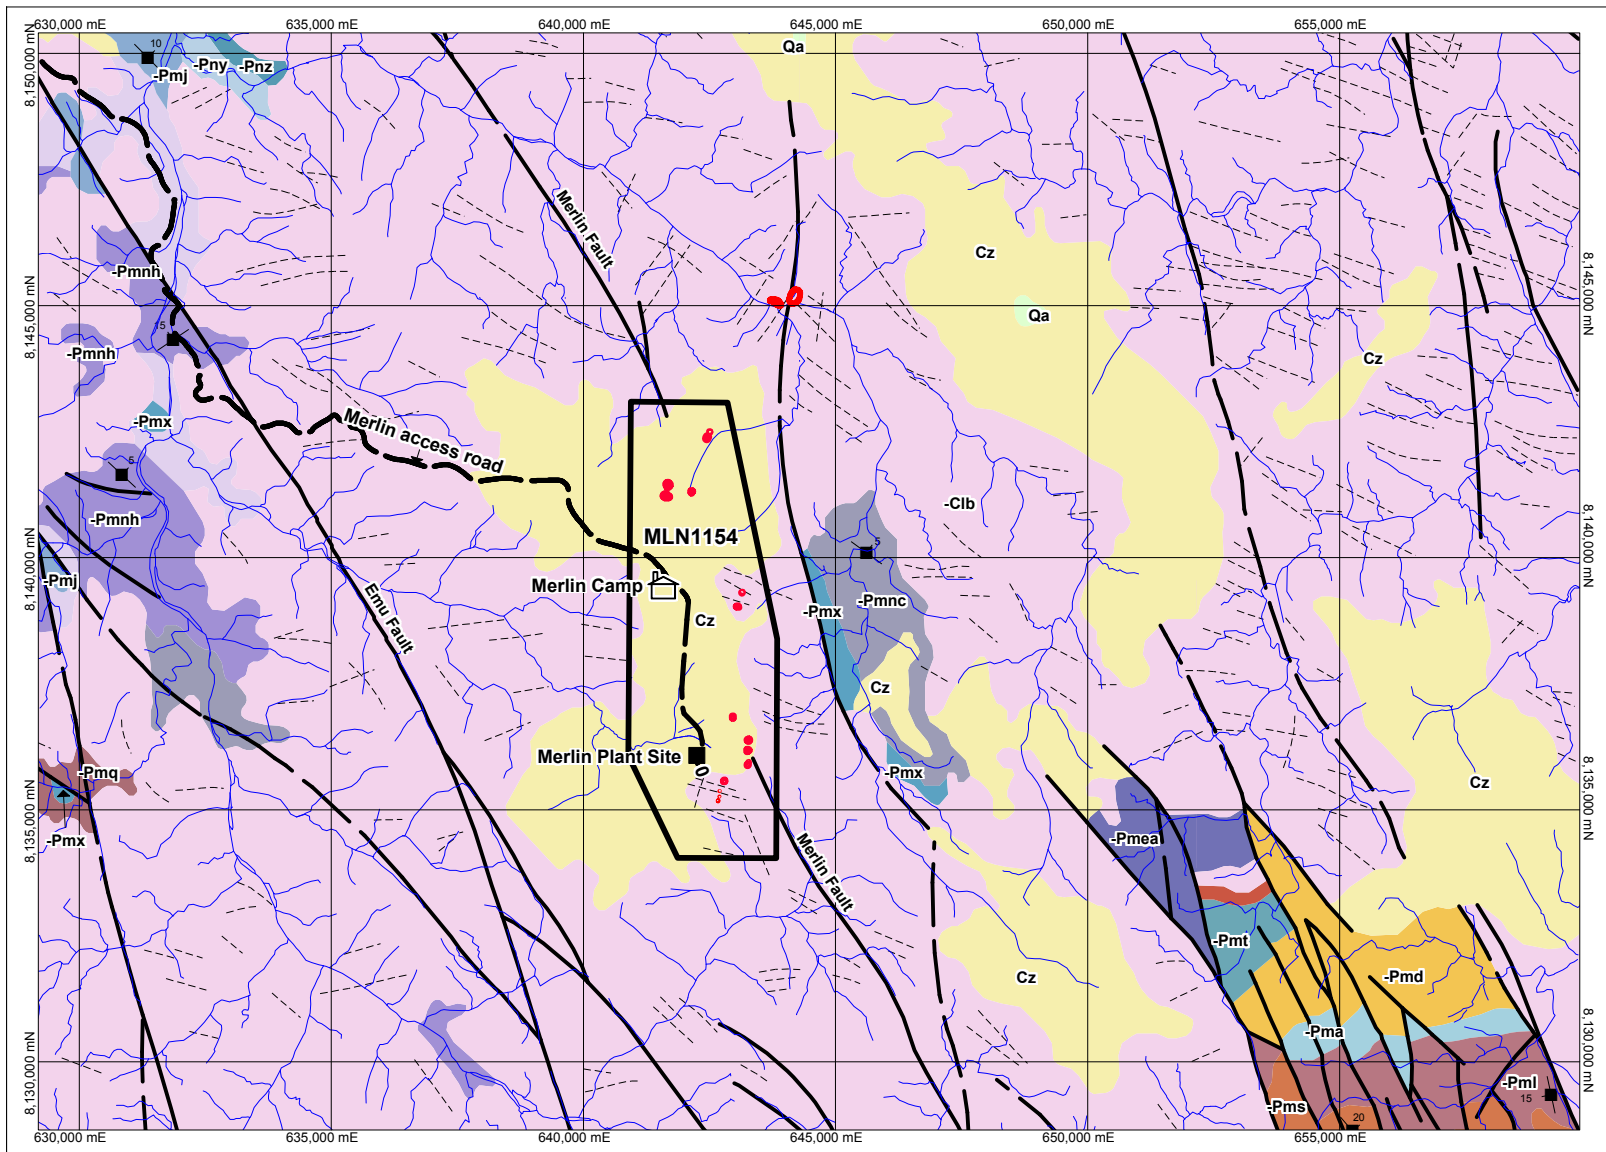 630,000 mE
635,000 mE
640,000 mE
645,000 mE
650,000 mE
655,000 mE
8,150,000 mN
10
-Pmj
-Pny
-Pnz
Qa
Merlin Fault
Cz
-Pmnh
Qa
8,145,000 mN
8,145,000 mN
15
-Pmnh
Cz
-Pmx
Merlin access road
5
-Clb
-Pmnh
MLN1154
8,140,000 mN
8,140,000 mN
5
-Pmj
Merlin Camp
-Pmnc
-Pmx
Emu Fault
Cz
Cz
Merlin Plant Site
0
-Pmq
-Pmx
Cz
8,135,000 mN
8,135,000 mN
-Pmx
-Pmea
Merlin Fault
-Pmt
Cz
-Pmd
-Pma
8,130,000 mN
8,130,000 mN
-Pml
15
-Pms
20
630,000 mE
635,000 mE
640,000 mE
645,000 mE
650,000 mE
655,000 mE